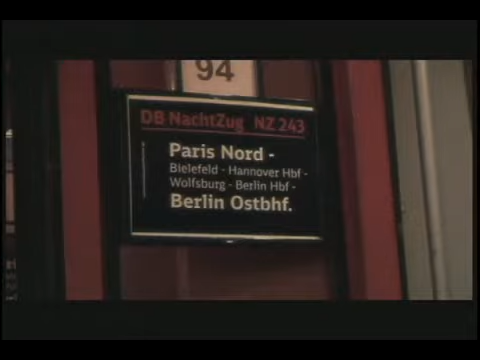 94
DB NachtZug NZ 243
Paris Nord -
Bielefeld - Hannover Hbf -
Wolfsburg - Berlin Hbf -
Berlin Ostbhf.